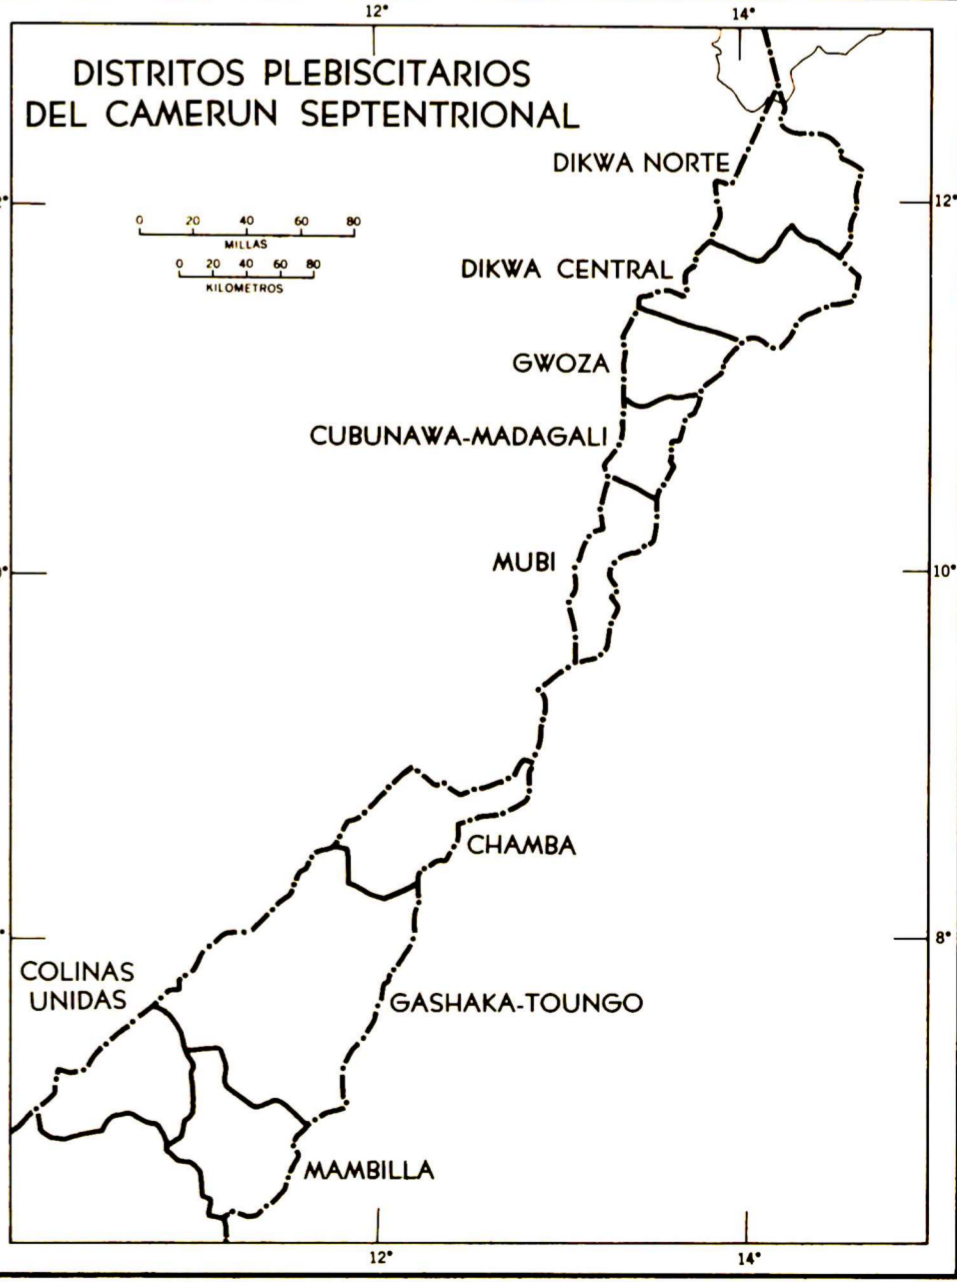 12° 14°
DISTRITOS PLEBISCITARIOS
DEL CAMERUN SEPTENTRIONAL
DIKWA NORTE
12°
0 20 40 60 80
MILLAS
0 20 40 60 80
KILOMETROS
DIKWA CENTRAL
GWOZA
CUBUNAWA-MADAGALI
MUBI
10°
CHAMBA
8°
COLINAS
UNIDAS
GASHAKA-TOUNGO
MAMBILLA
12° 14°